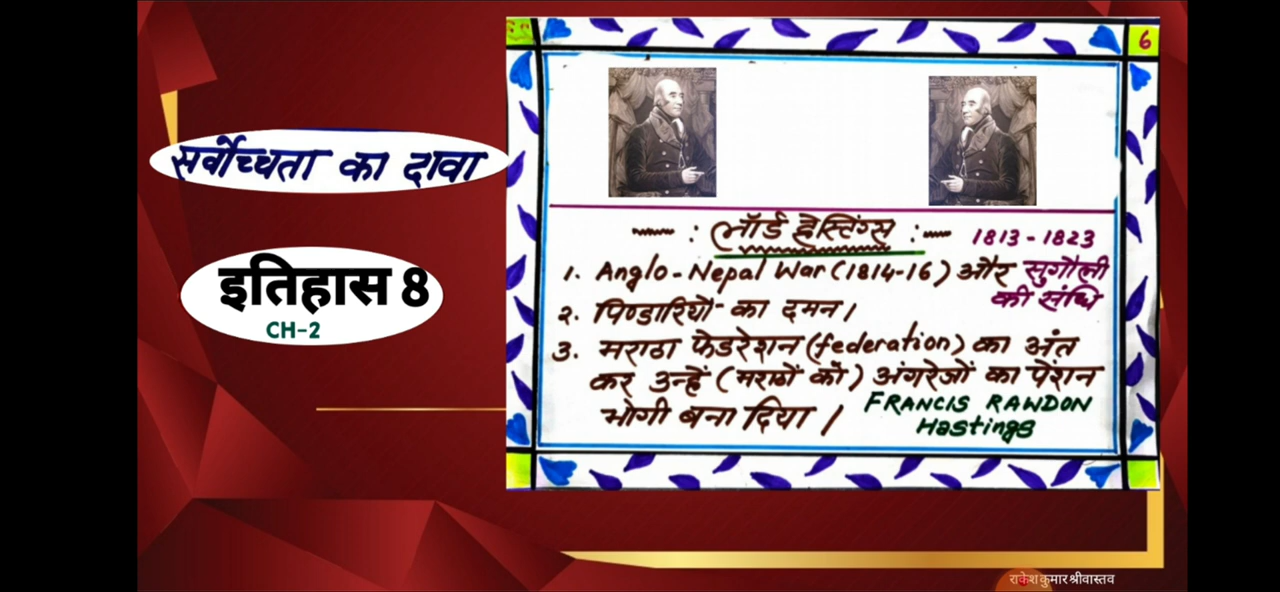 सर्वोच्चता का दावा
इतिहास 8
CH-2
6
: लॉर्ड हेस्टिंग्स :
1813-1823
1. Anglo-Nepal War (1814-16) और सुगौली
की संधि
2. पिण्डारियों का दमन।
3. मराठा फेडरेशन (federation) का अंत
कर उन्हें (मराठों को) अंगरेजों का पेंशन
भोगी बना दिया।
FRANCIS RAWDON
Hastings
राकेश कुमार श्रीवास्तव